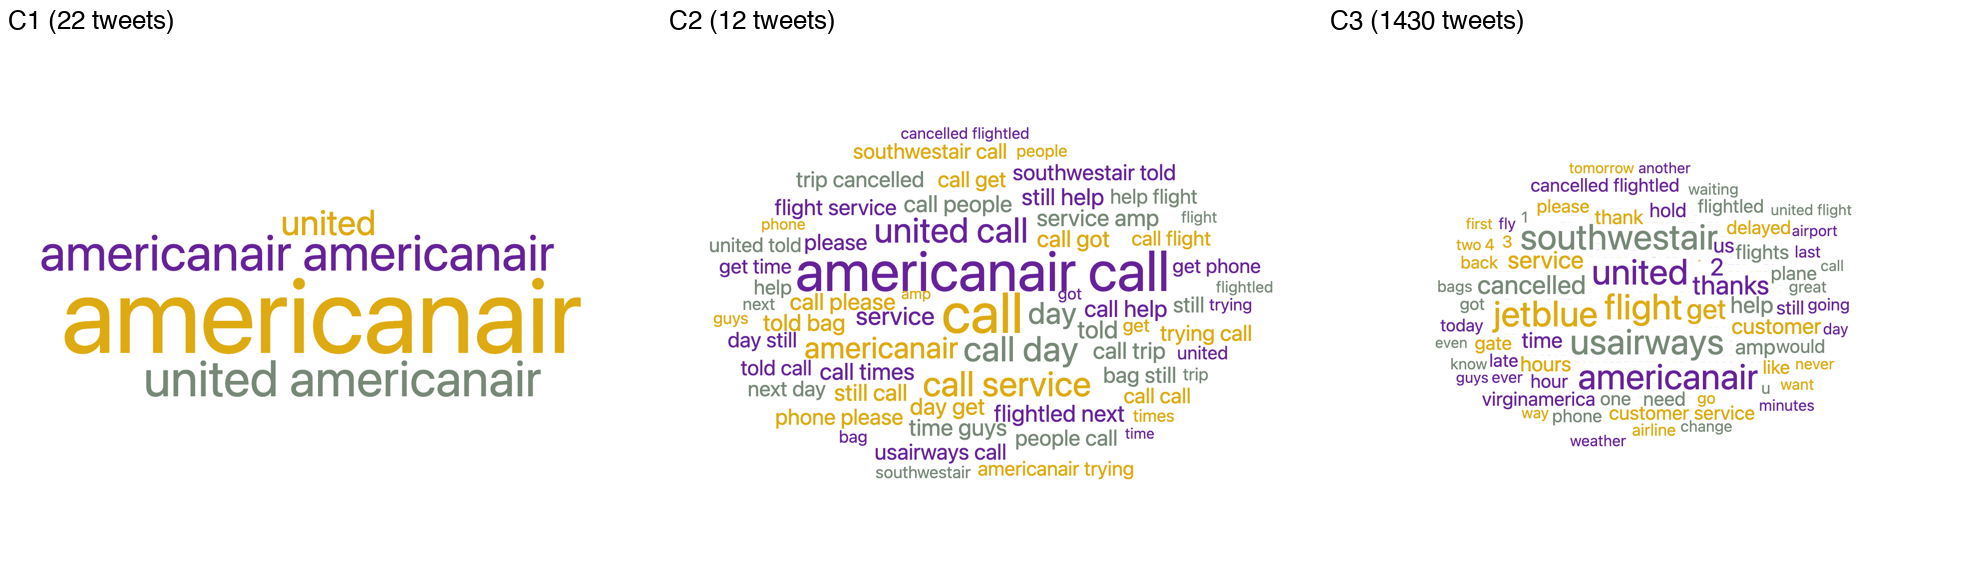 C1 (22 tweets)
united
americanair americanair
americanair
united americanair
C2 (12 tweets)
cancelled flightled
southwestair call people
trip cancelled call get southwestair told
flight service call people still help help flight
phone united call service amp flight
united told please call got call flight
get time americanair call get phone
help got flightled
next call please amp call day call help still trying
guys told bag service told get trying call
day still americanair call day call trip united
told call call times call service bag still trip
next day still call call call
phone please day get flightled next times
bag time guys people call time
usairways call
southwestair americanair trying
C3 (1430 tweets)
tomorrow another
cancelled flightled waiting
first fly 1 please thank hold flightled united flight
two 4 3 southwestair us delayed airport
back service united 2 flights last
bags cancelled thanks plane call
got jetblue flight get help great
today still going
even gate time usairways customer day
know late hours ampwould
guys ever hour americanair like never
virginamerica one need u want
way phone customer service go minutes
airline change
weather